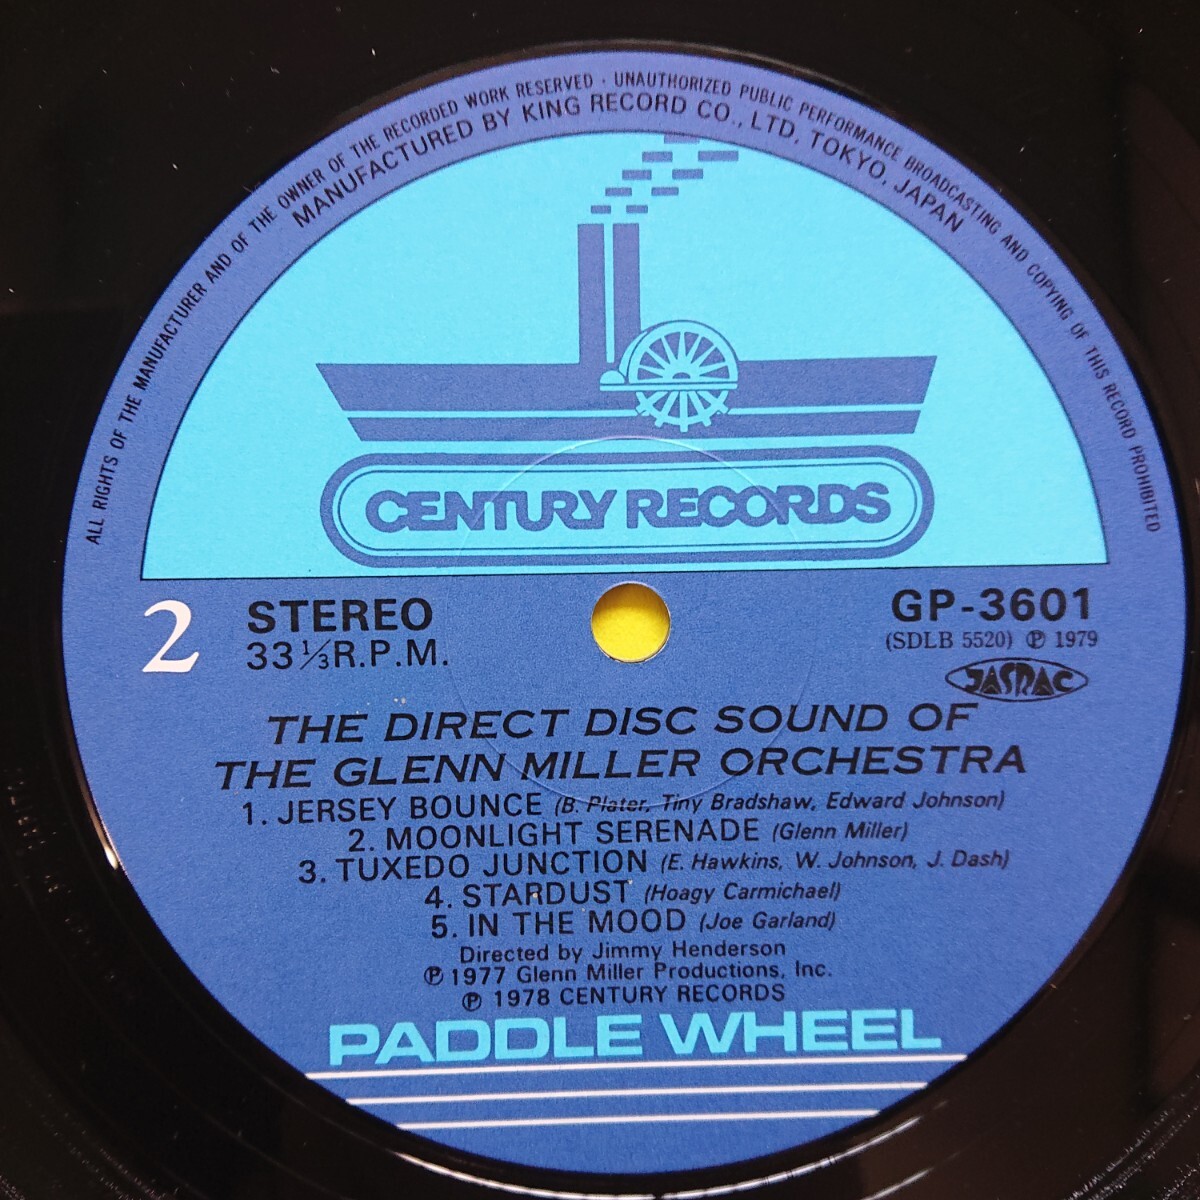 ALL RIGHTS OF THE MANUFACTURER AND OF THE OWNER OF THE RECORDED WORK RESERVED · UNAUTHORIZED PUBLIC PERFORMANCE BROADCASTING AND COPYING OF THIS RECORD PROHIBITED
MANUFACTURED BY KING RECORD CO., LTD, TOKYO, JAPAN
CENTURY RECORDS
2 STEREO
33⅓R.P.M.
GP-3601
(SDLB 5520) ℗ 1979
JASRAC
THE DIRECT DISC SOUND OF
THE GLENN MILLER ORCHESTRA
1. JERSEY BOUNCE (B. Plater, Tiny Bradshaw, Edward Johnson)
2. MOONLIGHT SERENADE (Glenn Miller)
3. TUXEDO JUNCTION (E. Hawkins, W. Johnson, J. Dash)
4. STARDUST (Hoagy Carmichael)
5. IN THE MOOD (Joe Garland)
Directed by Jimmy Henderson
℗ 1977 Glenn Miller Productions, Inc.
℗ 1978 CENTURY RECORDS
PADDLE WHEEL